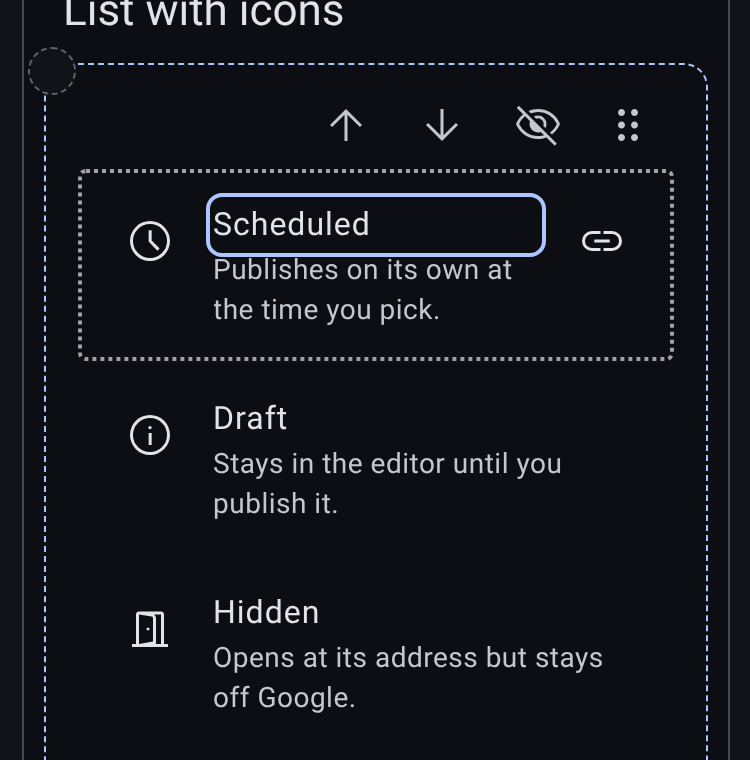 List with icons
Scheduled
Publishes on its own at
the time you pick.
Draft
Stays in the editor until you
publish it.
Hidden
Opens at its address but stays
off Google.